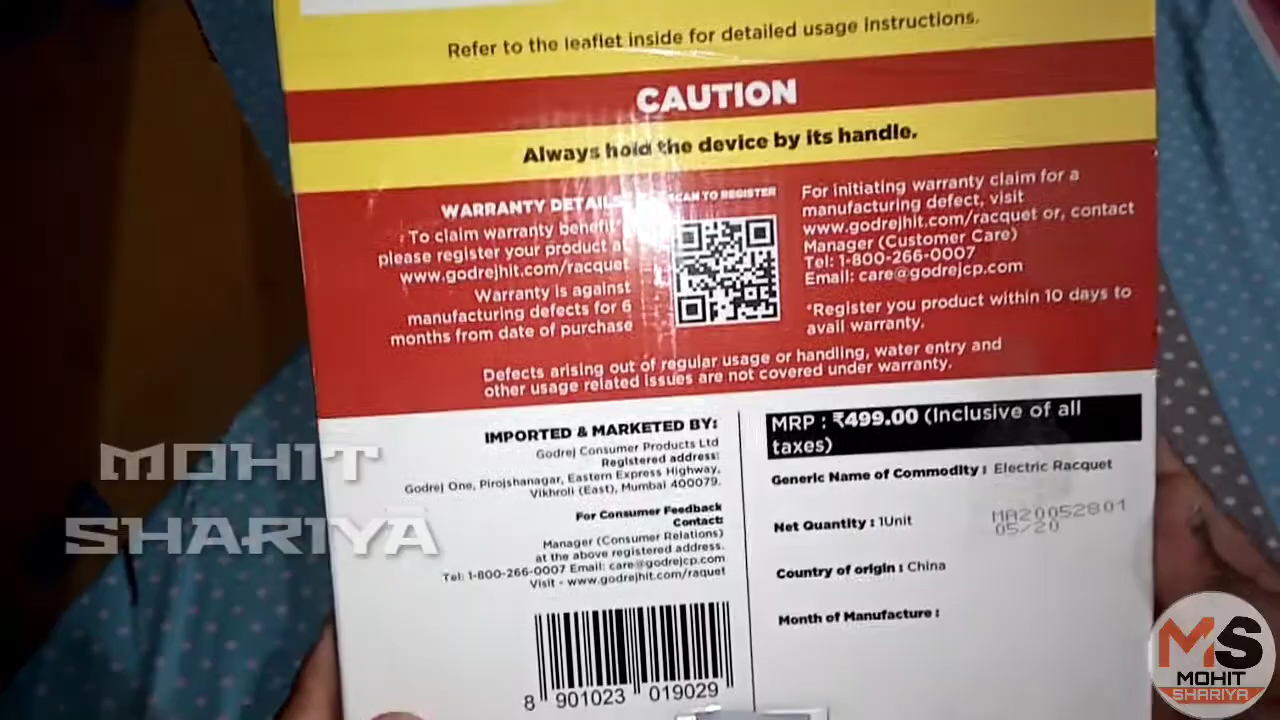 Refer to the leaflet inside for detailed usage instructions.
CAUTION
Always hold the device by its handle.
WARRANTY DETAILS
To claim warranty benefit*
please register your product at
www.godrejhit.com/racquet
Warranty is against
manufacturing defects for 6
months from date of purchase
SCAN TO REGISTER
For initiating warranty claim for a
manufacturing defect, visit
www.godrejhit.com/racquet or, contact
Manager (Customer Care)
Tel: 1-800-266-0007
Email: care@godrejcp.com
*Register you product within 10 days to
avail warranty.
Defects arising out of regular usage or handling, water entry and
other usage related issues are not covered under warranty.
IMPORTED & MARKETED BY:
Godrej Consumer Products Ltd
Registered address:
Godrej One, Pirojshanagar, Eastern Express Highway,
Vikhroli (East), Mumbai 400079.
For Consumer Feedback
Contact:
Manager (Consumer Relations)
at the above registered address.
Tel: 1-800-266-0007 Email: care@godrejcp.com
Visit - www.godrejhit.com/raquet
8 901023 019029
MRP : ₹499.00 (Inclusive of all
taxes)
Generic Name of Commodity : Electric Racquet
Net Quantity : 1Unit
MA20052801
05/20
Country of origin : China
Month of Manufacture :
MOHIT
SHARIYA
MS
MOHIT
SHARIYA